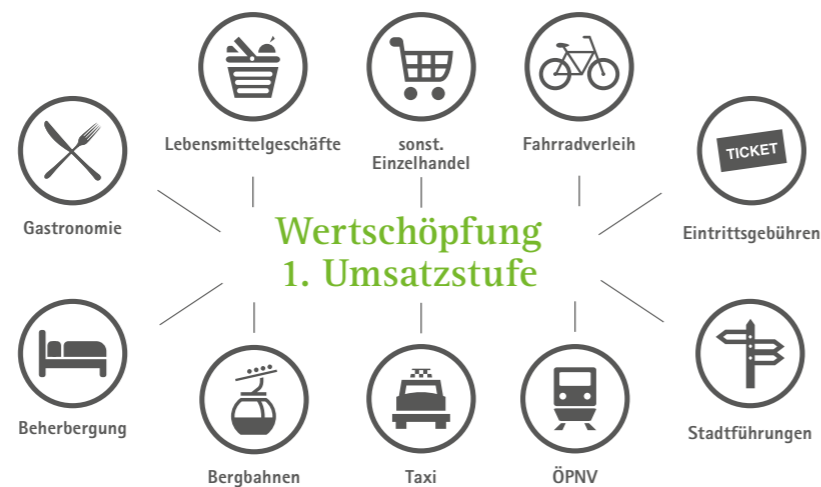 Lebensmittelgeschäfte
sonst.
Einzelhandel
Fahrradverleih
TICKET
Gastronomie
Eintrittsgebühren
Wertschöpfung
1. Umsatzstufe
Beherbergung
Stadtführungen
Bergbahnen
Taxi
ÖPNV